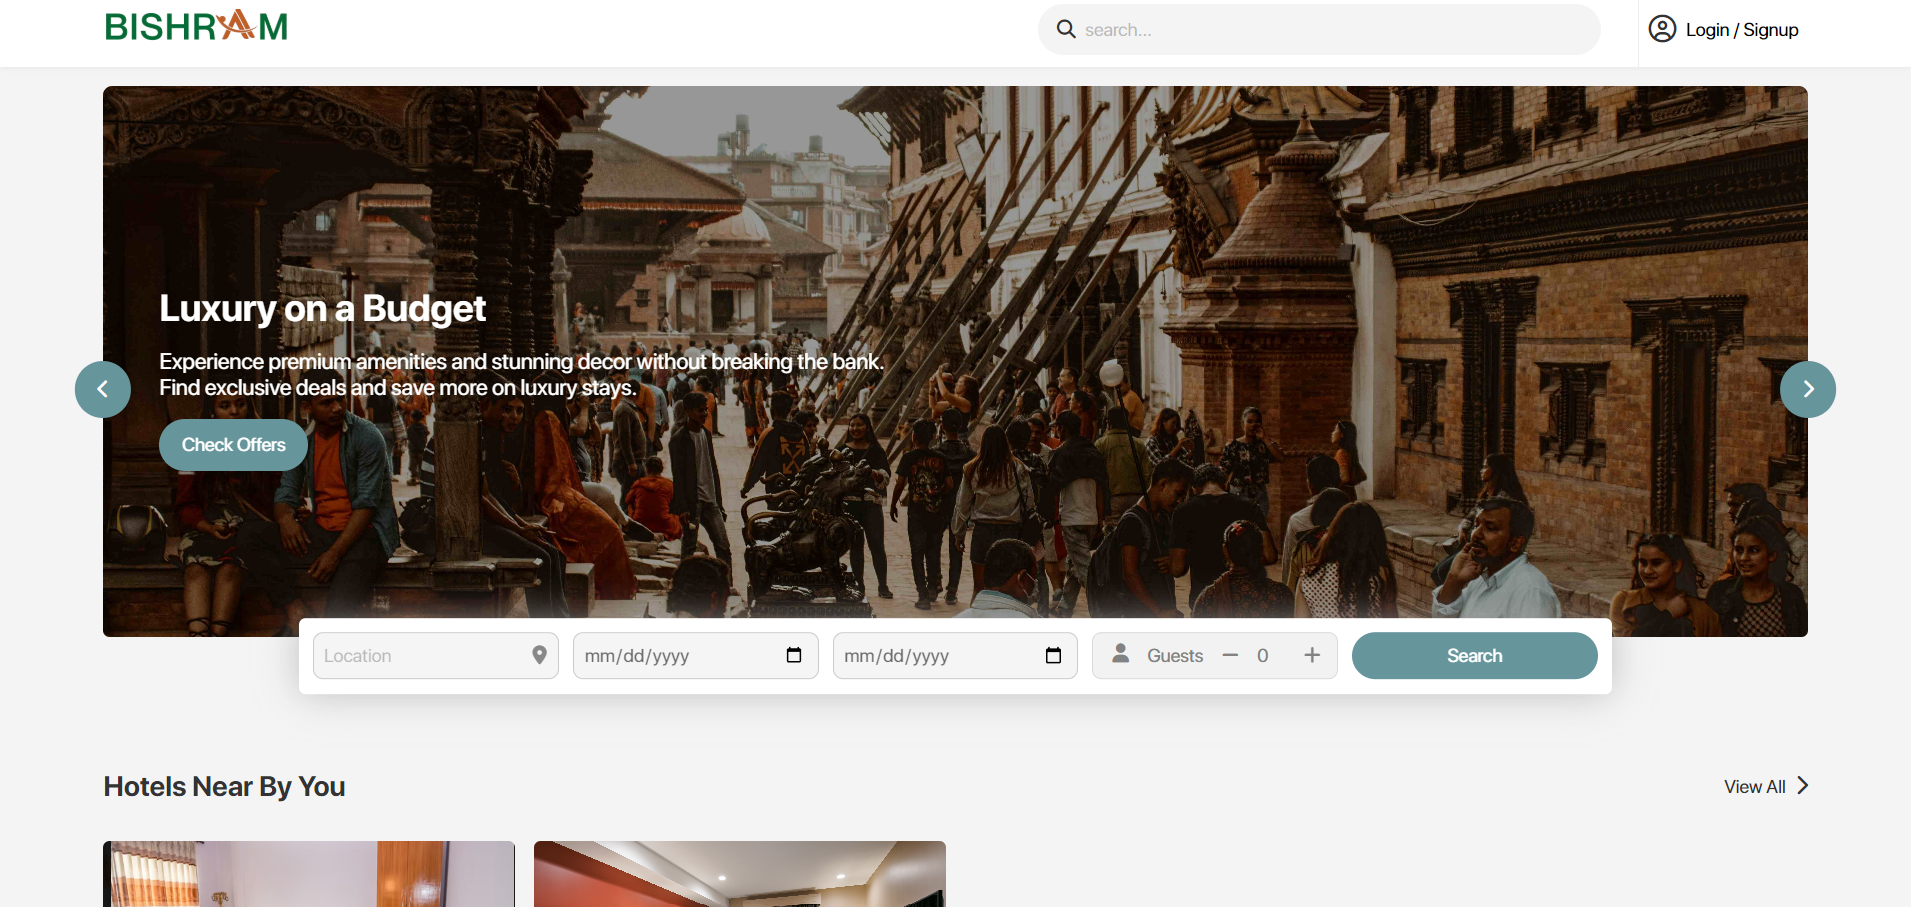 BISHRAM
search...
Login / Signup
Luxury on a Budget
Experience premium amenities and stunning decor without breaking the bank.
Find exclusive deals and save more on luxury stays.
Check Offers
Location
mm/dd/yyyy
mm/dd/yyyy
Guests
0
Search
Hotels Near By You
View All